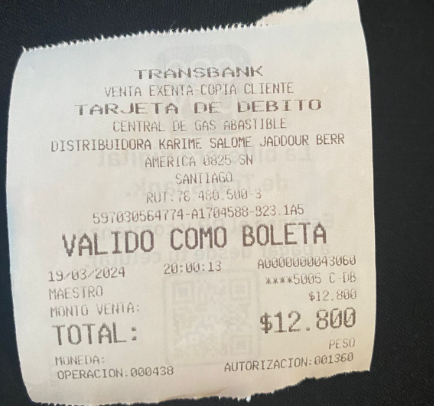 TRANSBANK
VENTA EXENTA-COPIA CLIENTE
TARJETA DE DEBITO
CENTRAL DE GAS ABASTIBLE
DISTRIBUIDORA KARIME SALOME JADDOUR BERR
AMERICA 0825 SN
SANTIAGO
RUT:76.480.500-3
597030564774-A1704588-B23.1A5
VALIDO COMO BOLETA
19/03/2024 20:00:13 A0000000043060
MAESTRO ****5005 C DB
MONTO VENTA: $12.800
TOTAL: $12.800
MONEDA: PESO
OPERACION:000438 AUTORIZACION:001360